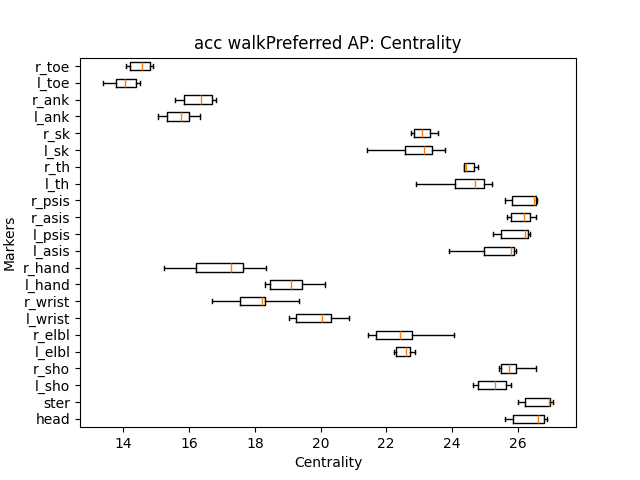 acc walkPreferred AP: Centrality
r_toe
l_toe
r_ank
l_ank
r_sk
l_sk
r_th
l_th
r_psis
r_asis
l_psis
l_asis
r_hand
l_hand
r_wrist
l_wrist
r_elbl
l_elbl
r_sho
l_sho
ster
head
Markers
14 16 18 20 22 24 26
Centrality